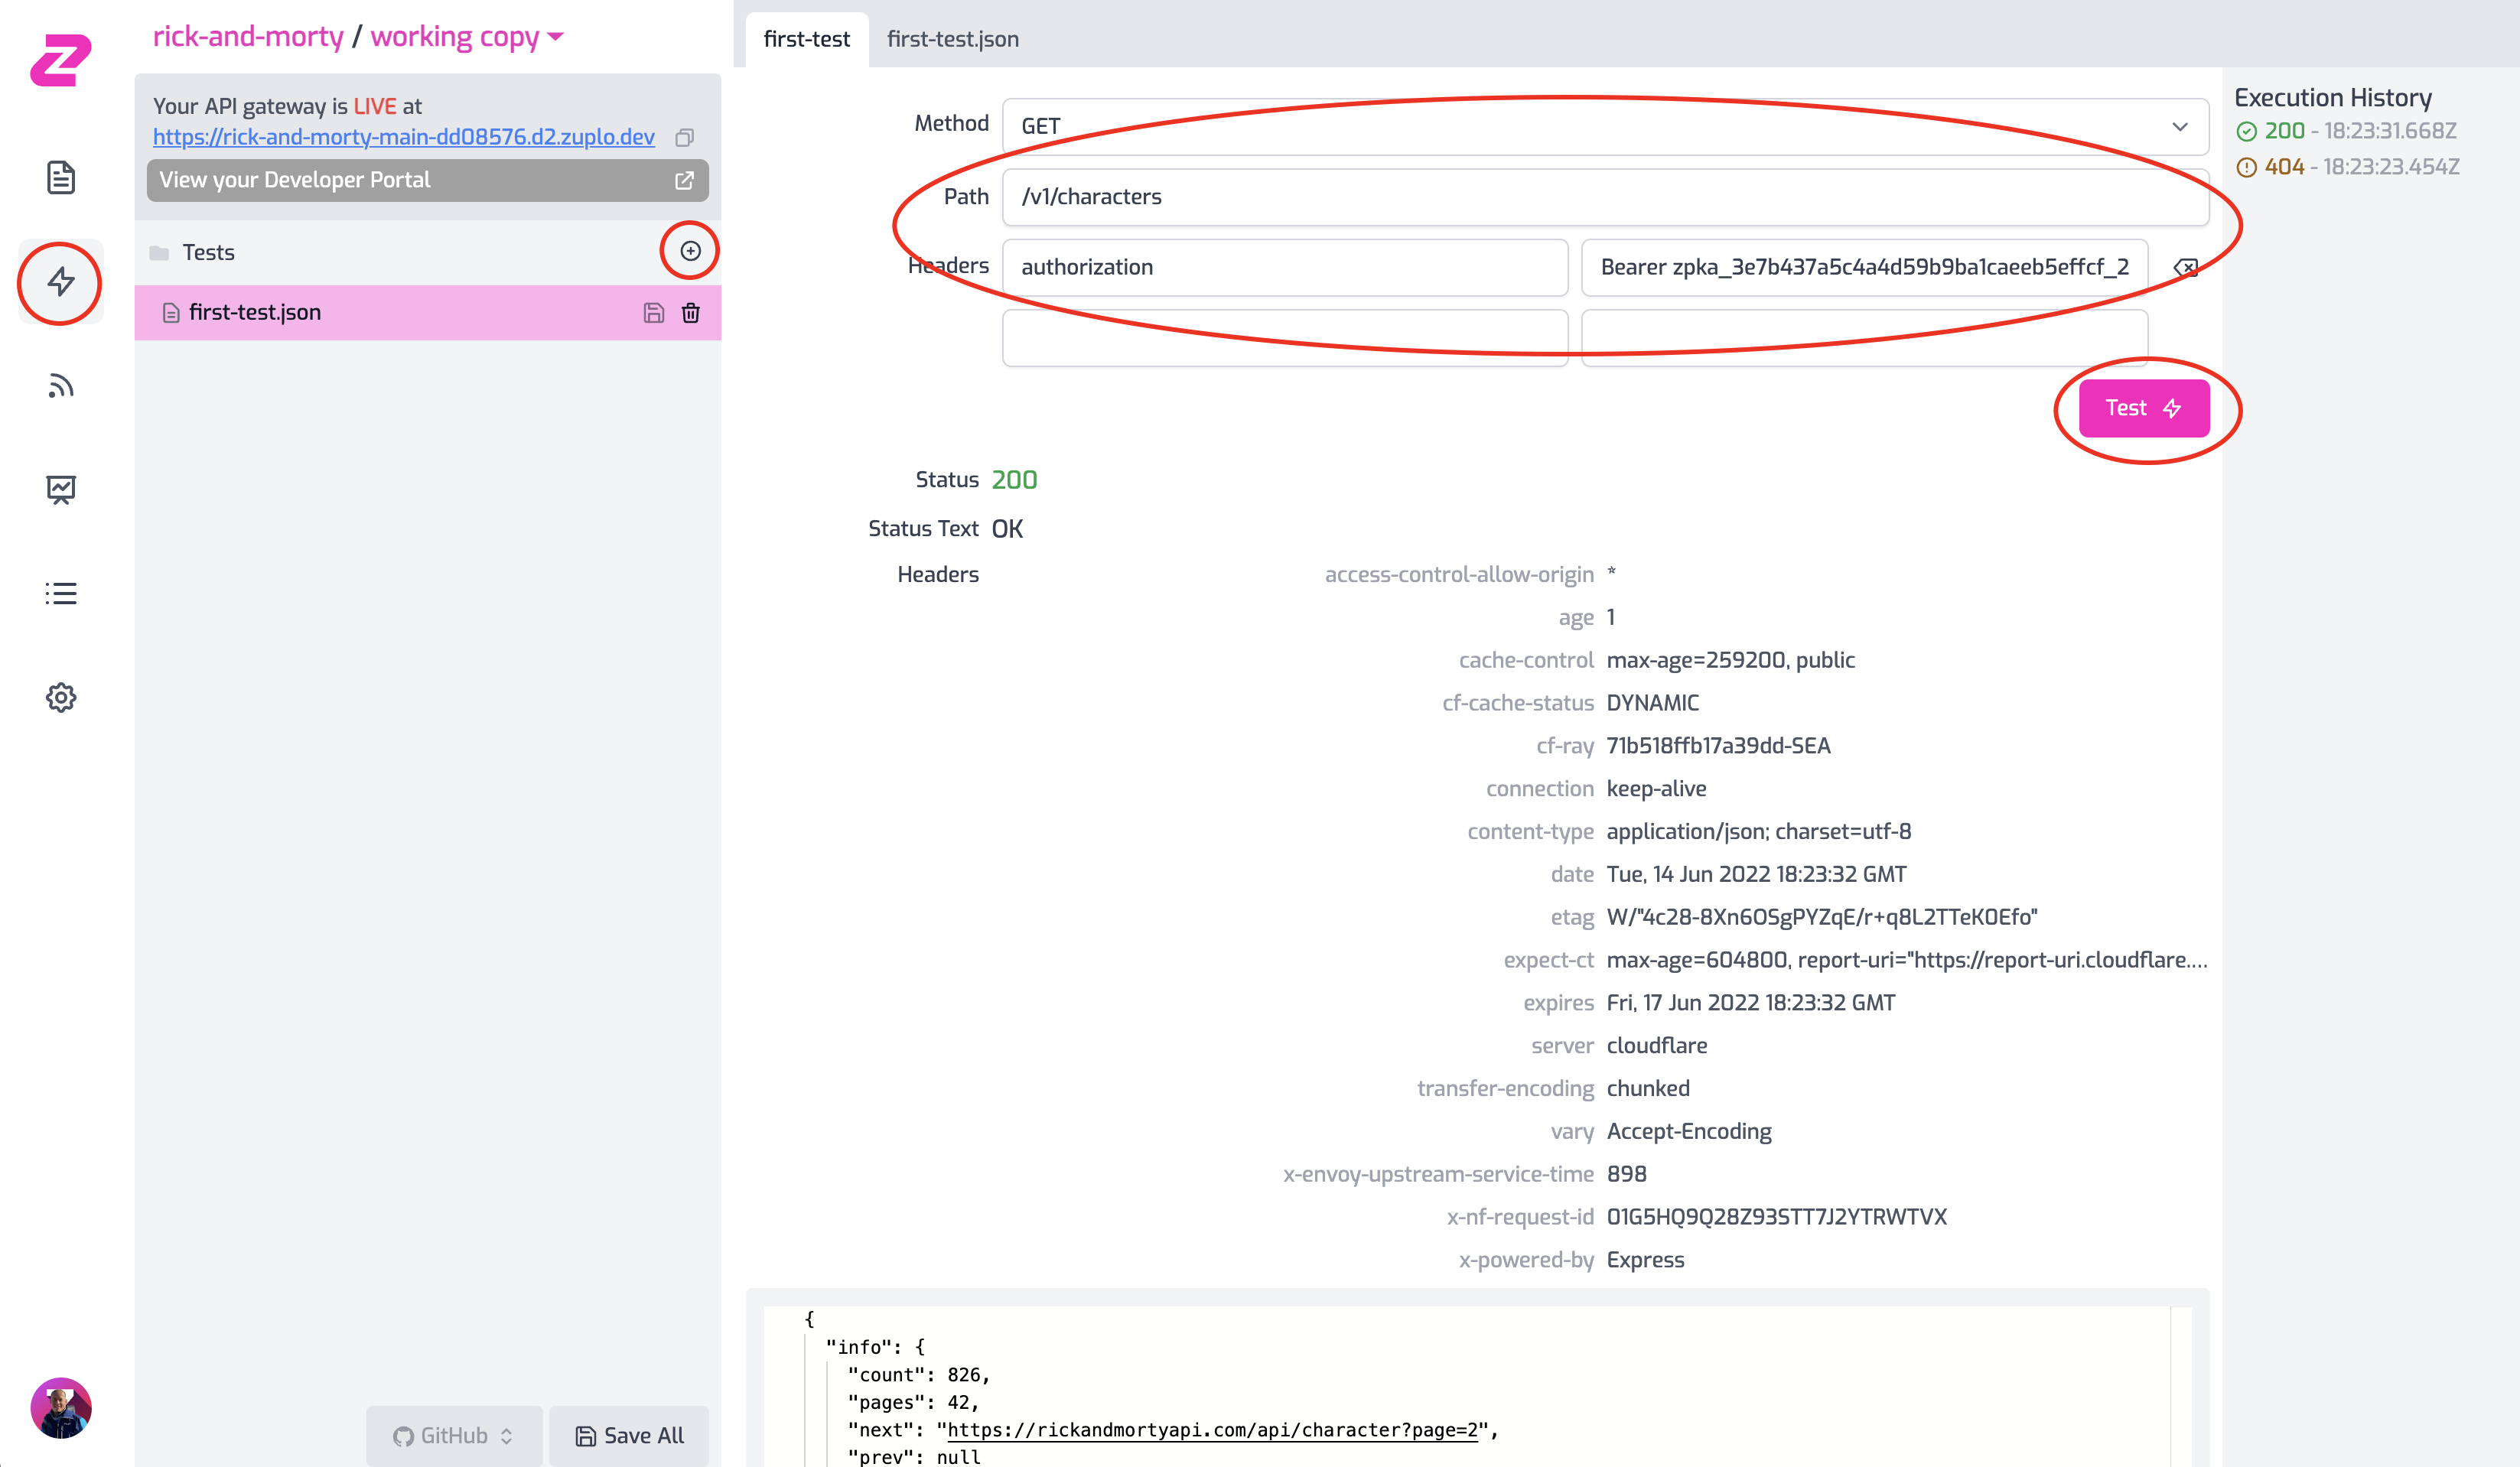 rick-and-morty / working copy
Your API gateway is LIVE at
https://rick-and-morty-main-dd08576.d2.zuplo.dev
View your Developer Portal
Tests
first-test.json
GitHub
Save All
first-test
first-test.json
Method GET
Path /v1/characters
Headers authorization Bearer zpka_3e7b437a5c4a4d59b9ba1caeeb5effcf_2
Test
Status 200
Status Text OK
Headers
access-control-allow-origin *
age 1
cache-control max-age=259200, public
cf-cache-status DYNAMIC
cf-ray 71b518ffb17a39dd-SEA
connection keep-alive
content-type application/json; charset=utf-8
date Tue, 14 Jun 2022 18:23:32 GMT
etag W/"4c28-8Xn6OSgPYZqE/r+q8L2TTeK0Efo"
expect-ct max-age=604800, report-uri="https://report-uri.cloudflare....
expires Fri, 17 Jun 2022 18:23:32 GMT
server cloudflare
transfer-encoding chunked
vary Accept-Encoding
x-envoy-upstream-service-time 898
x-nf-request-id 01G5HQ9Q28Z93STT7J2YTRWTVX
x-powered-by Express
{
"info": {
"count": 826,
"pages": 42,
"next": "https://rickandmortyapi.com/api/character?page=2",
"prev": null
Execution History
200 - 18:23:31.668Z
404 - 18:23:23.454Z